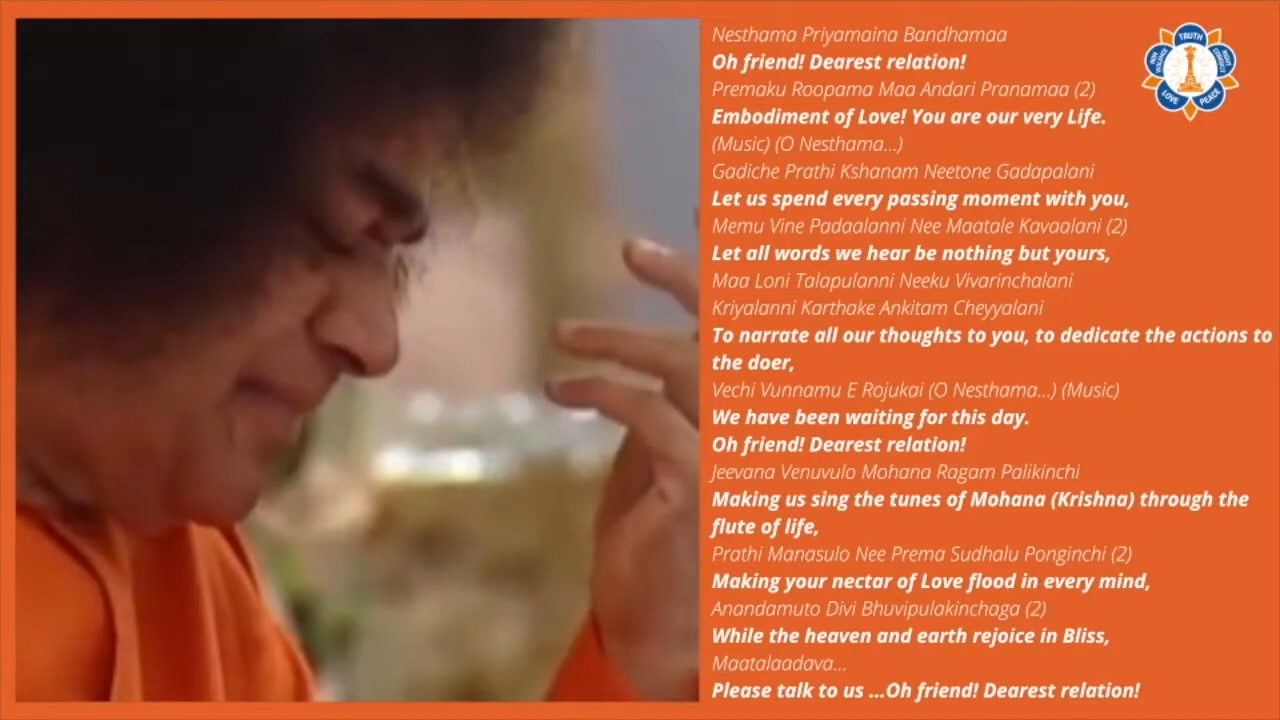 Nesthama Priyamaina Bandhamaa
Oh friend! Dearest relation!
Premaku Roopama Maa Andari Pranamaa (2)
Embodiment of Love! You are our very Life.
(Music) (O Nesthama...)
Gadiche Prathi Kshanam Neetone Gadapalani
Let us spend every passing moment with you,
Memu Vine Padaalanni Nee Maatale Kavaalani (2)
Let all words we hear be nothing but yours,
Maa Loni Talapulanni Neeku Vivarinchalani
Kriyalanni Karthake Ankitam Cheyyalani
To narrate all our thoughts to you, to dedicate the actions to
the doer,
Vechi Vunnamu E Rojukai (O Nesthama...) (Music)
We have been waiting for this day.
Oh friend! Dearest relation!
Jeevana Venuvulo Mohana Ragam Palikinchi
Making us sing the tunes of Mohana (Krishna) through the
flute of life,
Prathi Manasulo Nee Prema Sudhalu Ponginchi (2)
Making your nectar of Love flood in every mind,
Anandamuto Divi Bhuvipulakinchaga (2)
While the heaven and earth rejoice in Bliss,
Maatalaadava...
Please talk to us ...Oh friend! Dearest relation!
TRUTH
RIGHT CONDUCT
PEACE
LOVE
NON VIOLENCE